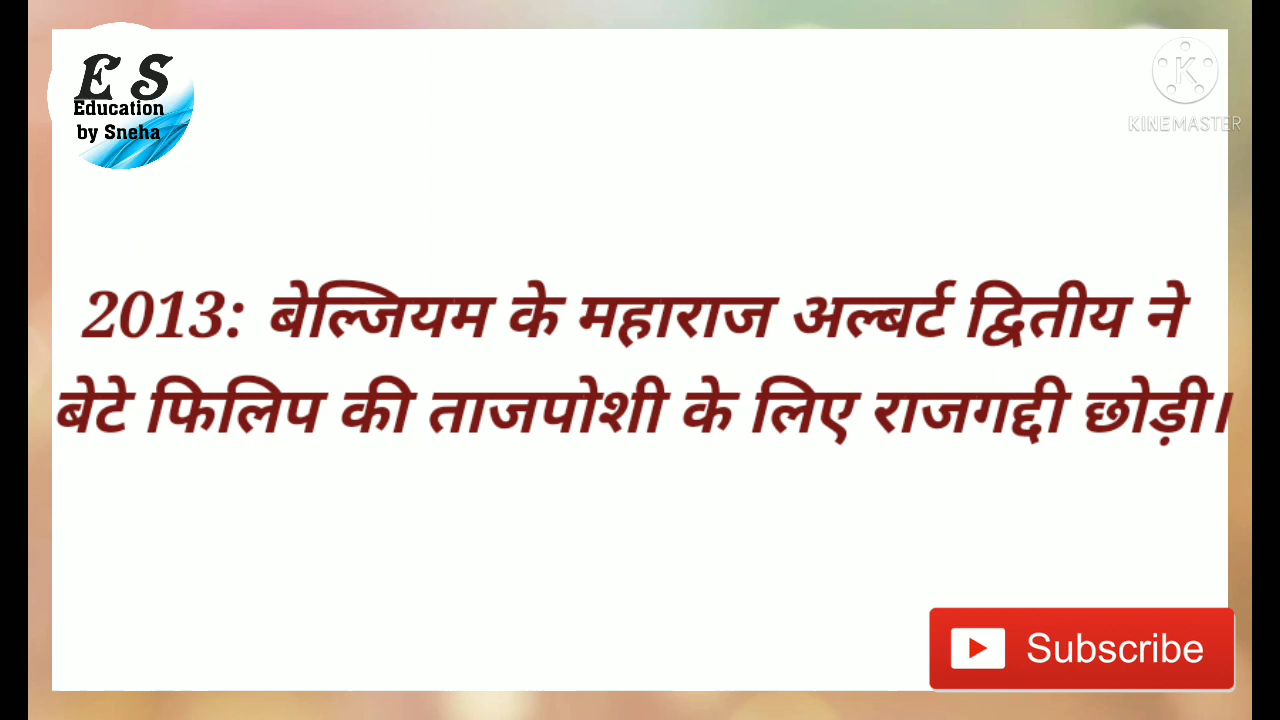 E S
Education
by Sneha
K
KINEMASTER
2013: बेल्जियम के महाराज अल्बर्ट द्वितीय ने
बेटे फिलिप की ताजपोशी के लिए राजगद्दी छोड़ी।
Subscribe